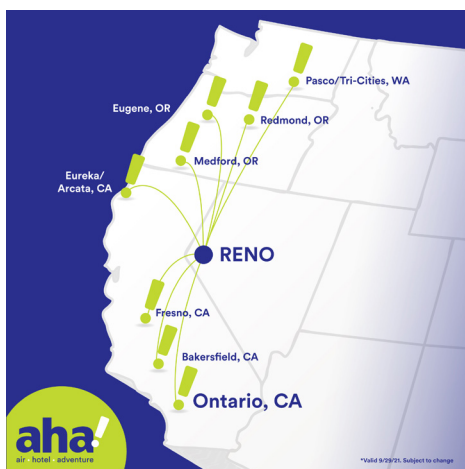 Pasco/Tri-Cities, WA
Eugene, OR
Redmond, OR
Medford, OR
Eureka/
Arcata, CA
RENO
Fresno, CA
Bakersfield, CA
Ontario, CA
aha!
air • hotel • adventure
*Valid 9/29/21. Subject to change